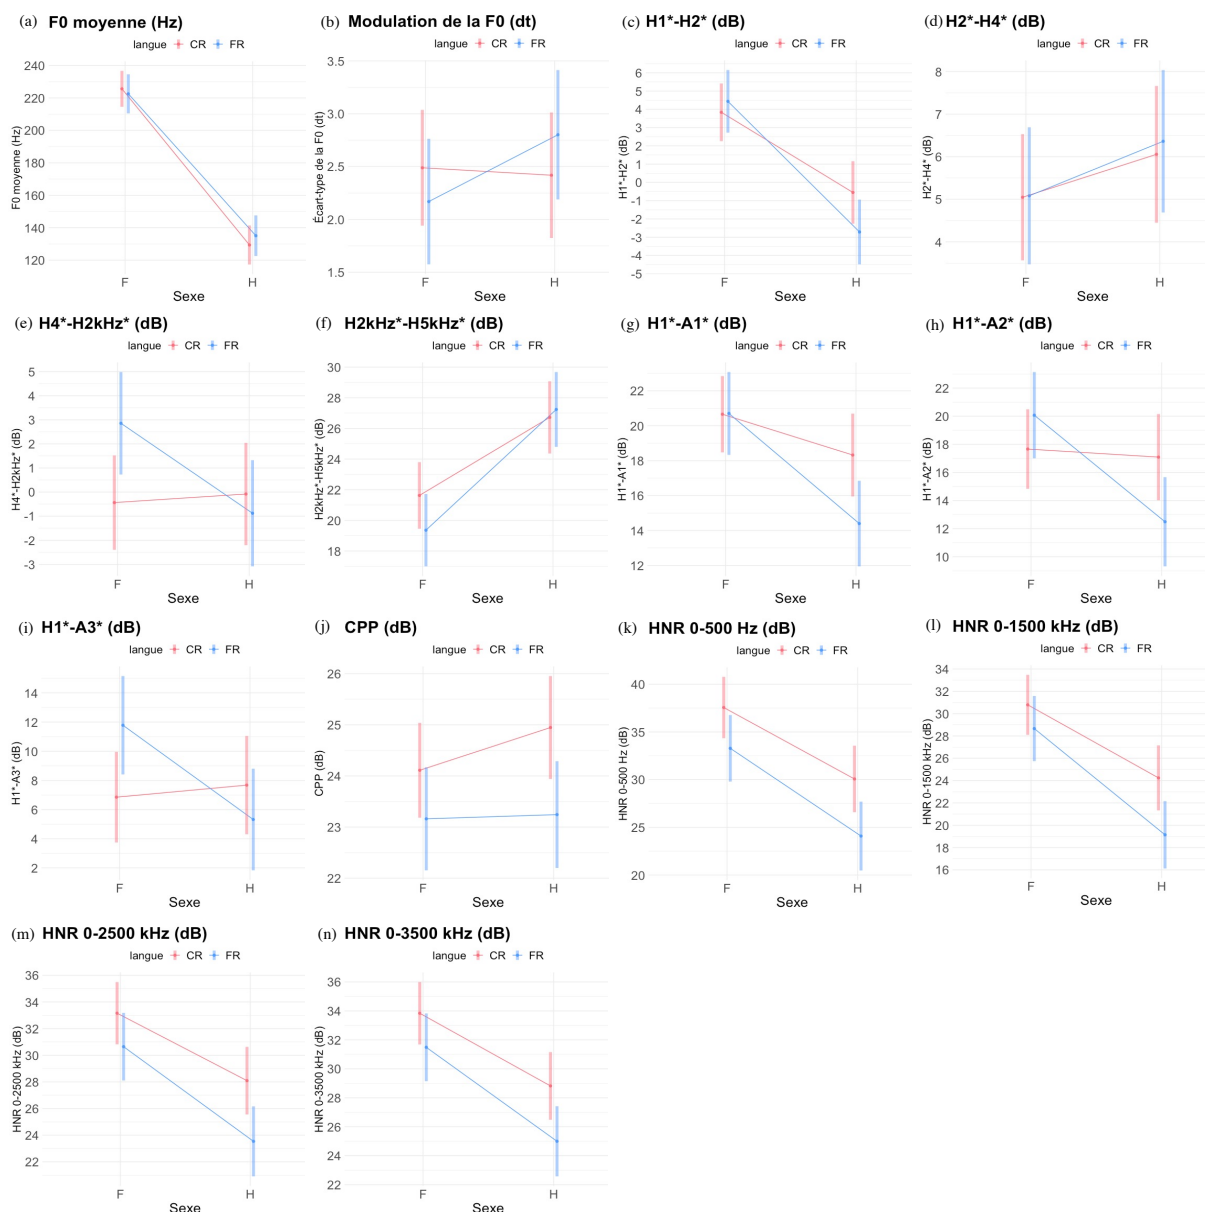 (a) F0 moyenne (Hz)
langue CR FR
F0 moyenne (Hz)
240
220
200
180
160
140
120
F H
Sexe
(b) Modulation de la F0 (dt)
langue CR FR
Écart-type de la F0 (dt)
3.5
3.0
2.5
2.0
1.5
F H
Sexe
(c) H1*-H2* (dB)
langue CR FR
H1*-H2* (dB)
6
5
4
3
2
1
0
-1
-2
-3
-4
-5
F H
Sexe
(d) H2*-H4* (dB)
langue CR FR
H2*-H4* (dB)
8
6
5
4
F H
Sexe
(e) H4*-H2kHz* (dB)
langue CR FR
H4*-H2kHz* (dB)
5
4
3
2
1
0
-1
-2
-3
F H
Sexe
(f) H2kHz*-H5kHz* (dB)
langue CR FR
H2kHz*-H5kHz* (dB)
30
28
26
24
22
20
18
F H
Sexe
(g) H1*-A1* (dB)
langue CR FR
H1*-A1* (dB)
22
20
18
16
14
12
F H
Sexe
(h) H1*-A2* (dB)
langue CR FR
H1*-A2* (dB)
22
20
18
16
14
12
10
F H
Sexe
(i) H1*-A3* (dB)
langue CR FR
H1*-A3* (dB)
14
12
10
8
6
4
2
F H
Sexe
(j) CPP (dB)
langue CR FR
CPP (dB)
26
25
24
23
22
F H
Sexe
(k) HNR 0-500 Hz (dB)
langue CR FR
HNR 0-500 Hz (dB)
40
35
30
25
20
F H
Sexe
(l) HNR 0-1500 kHz (dB)
langue CR FR
HNR 0-1500 kHz (dB)
34
32
30
28
26
24
22
20
18
16
F H
Sexe
(m) HNR 0-2500 kHz (dB)
langue CR FR
HNR 0-2500 kHz (dB)
36
34
32
30
28
26
24
22
F H
Sexe
(n) HNR 0-3500 kHz (dB)
langue CR FR
HNR 0-3500 kHz (dB)
36
34
32
30
28
26
24
22
F H
Sexe